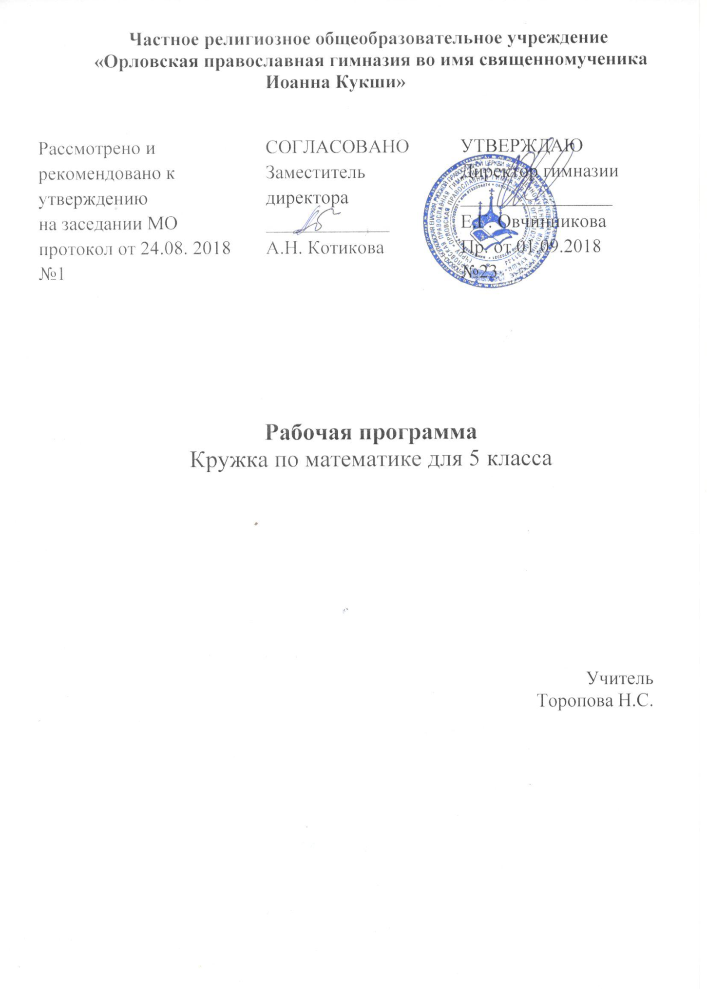 Частное религиозное общеобразовательное учреждение
«Орловская православная гимназия во имя священномученика
Иоанна Кукши»
Рассмотрено и
рекомендовано к
утверждению
на заседании МО
протокол от 24.08. 2018
№1
СОГЛАСОВАНО
Заместитель
директора
А.Н. Котикова
УТВЕРЖДАЮ
Директор гимназии
Е.Г. Овчинникова
Пр. от 01.09.2018
№23
Рабочая программа
Кружка по математике для 5 класса
Учитель
Торопова Н.С.